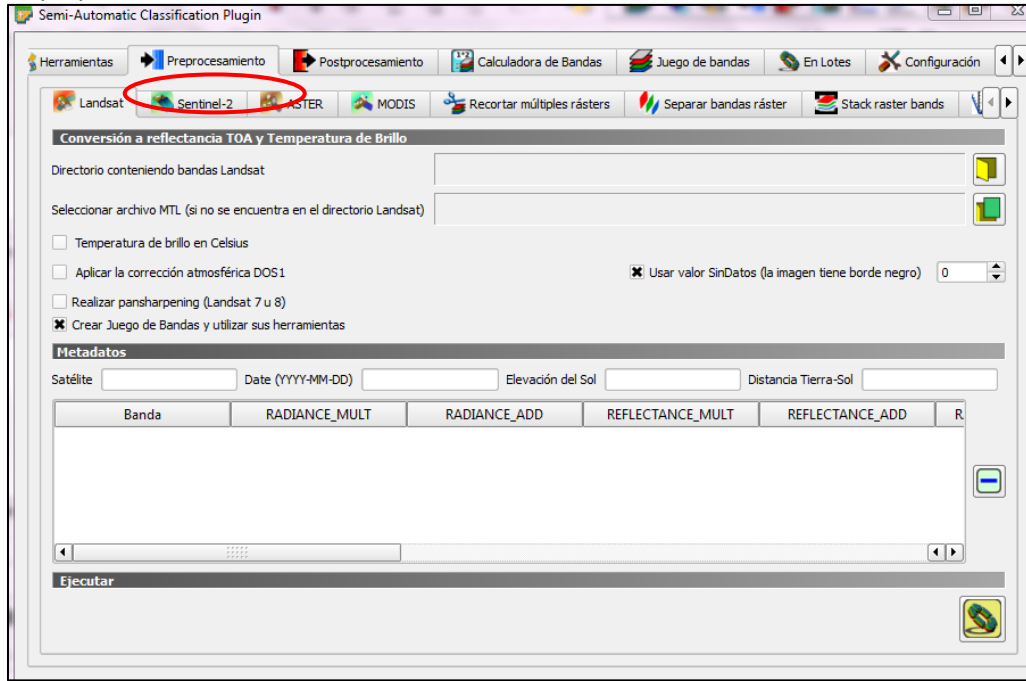 Semi-Automatic Classification Plugin
Herramientas Preprocesamiento Postprocesamiento Calculadora de Bandas Juego de bandas En Lotes Configuración
Landsat Sentinel-2 ASTER MODIS Recortar múltiples rásters Separar bandas ráster Stack raster bands
Conversión a reflectancia TOA y Temperatura de Brillo
Directorio conteniendo bandas Landsat
Seleccionar archivo MTL (si no se encuentra en el directorio Landsat)
Temperatura de brillo en Celsius
Aplicar la corrección atmosférica DOS1 Usar valor SinDatos (la imagen tiene borde negro) 0
Realizar pansharpening (Landsat 7 u 8)
Crear Juego de Bandas y utilizar sus herramientas
Metadatos
Satélite Date (YYYY-MM-DD) Elevación del Sol Distancia Tierra-Sol
Banda RADIANCE_MULT RADIANCE_ADD REFLECTANCE_MULT REFLECTANCE_ADD R
Ejecutar